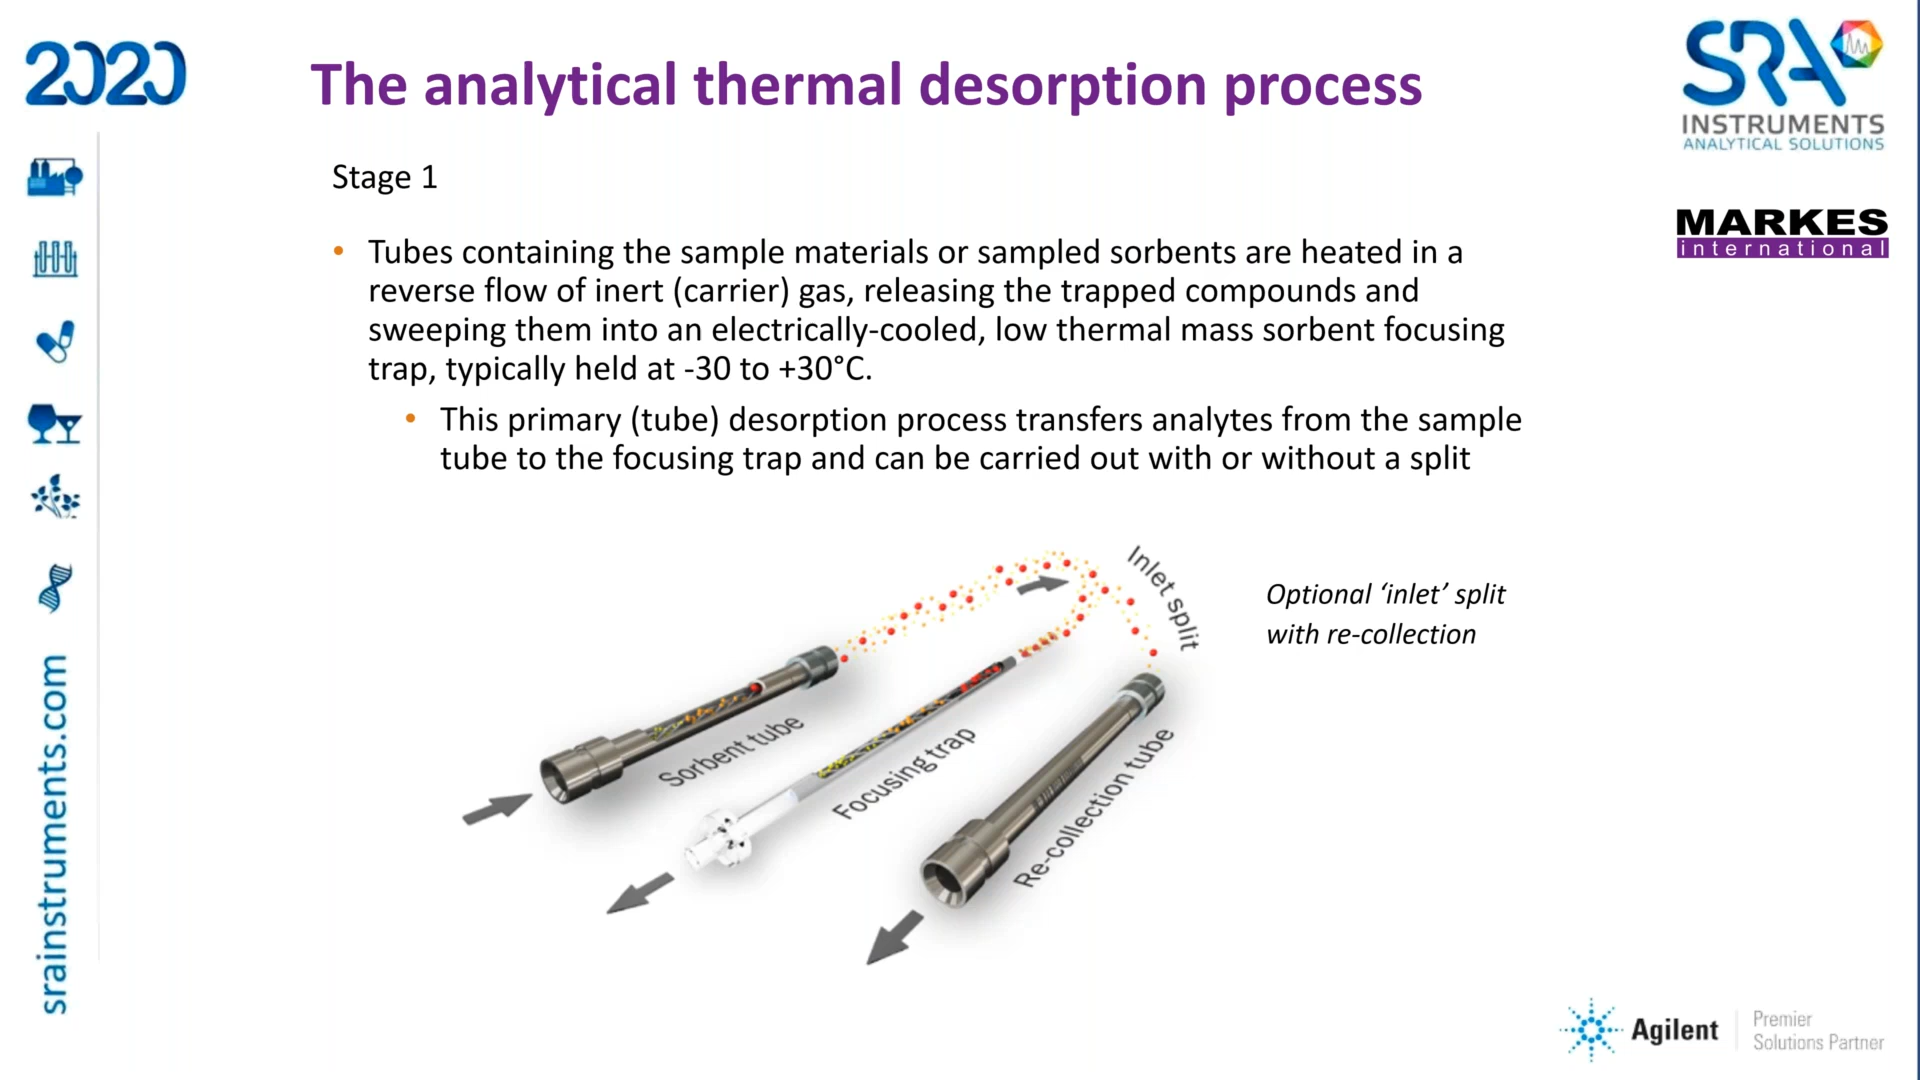 2020
The analytical thermal desorption process
SRA
INSTRUMENTS
ANALYTICAL SOLUTIONS
MARKES
international
Stage 1
• Tubes containing the sample materials or sampled sorbents are heated in a
reverse flow of inert (carrier) gas, releasing the trapped compounds and
sweeping them into an electrically-cooled, low thermal mass sorbent focusing
trap, typically held at -30 to +30°C.
• This primary (tube) desorption process transfers analytes from the sample
tube to the focusing trap and can be carried out with or without a split
Inlet split
Optional ‘inlet’ split
with re-collection
Sorbent tube
Focusing trap
Re-collection tube
srainstruments.com
Agilent
Premier
Solutions Partner